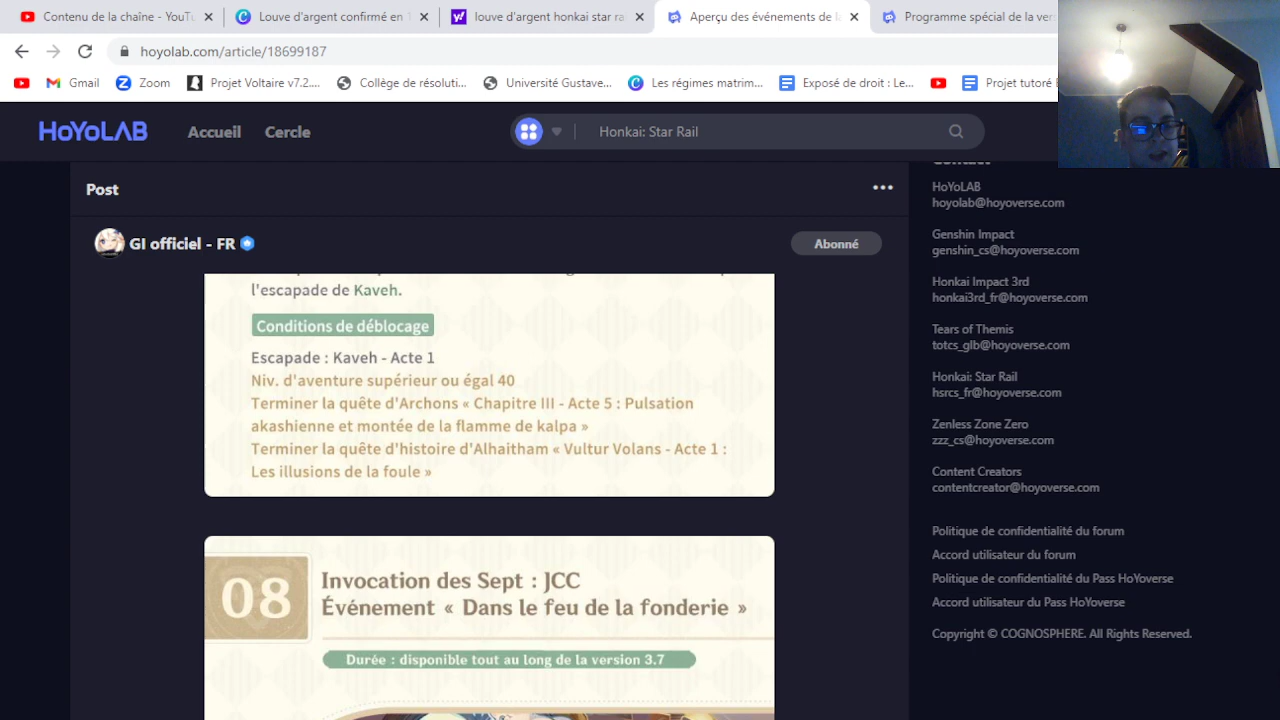 Contenu de la chaîne - YouTu
Louve d'argent confirmé en 1
louve d'argent honkai star ra
Aperçu des événements de la
Programme spécial de la ver
hoyolab.com/article/18699187
Gmail
Zoom
Projet Voltaire v7.2....
Collège de résoluti...
Université Gustave...
Les régimes matrim...
Exposé de droit : Le...
Projet tutoré E
HoYoLAB
Accueil
Cercle
Honkai: Star Rail
Post
GI officiel - FR
Abonné
l'escapade de Kaveh.
Conditions de déblocage
Escapade : Kaveh - Acte 1
Niv. d'aventure supérieur ou égal 40
Terminer la quête d'Archons « Chapitre III - Acte 5 : Pulsation
akashienne et montée de la flamme de kalpa »
Terminer la quête d'histoire d'Alhaitham « Vultur Volans - Acte 1 :
Les illusions de la foule »
08
Invocation des Sept : JCC
Événement « Dans le feu de la fonderie »
Durée : disponible tout au long de la version 3.7
HoYoLAB
hoyolab@hoyoverse.com
Genshin Impact
genshin_cs@hoyoverse.com
Honkai Impact 3rd
honkai3rd_fr@hoyoverse.com
Tears of Themis
totcs_glb@hoyoverse.com
Honkai: Star Rail
hsrcs_fr@hoyoverse.com
Zenless Zone Zero
zzz_cs@hoyoverse.com
Content Creators
contentcreator@hoyoverse.com
Politique de confidentialité du forum
Accord utilisateur du forum
Politique de confidentialité du Pass HoYoverse
Accord utilisateur du Pass HoYoverse
Copyright © COGNOSPHERE. All Rights Reserved.